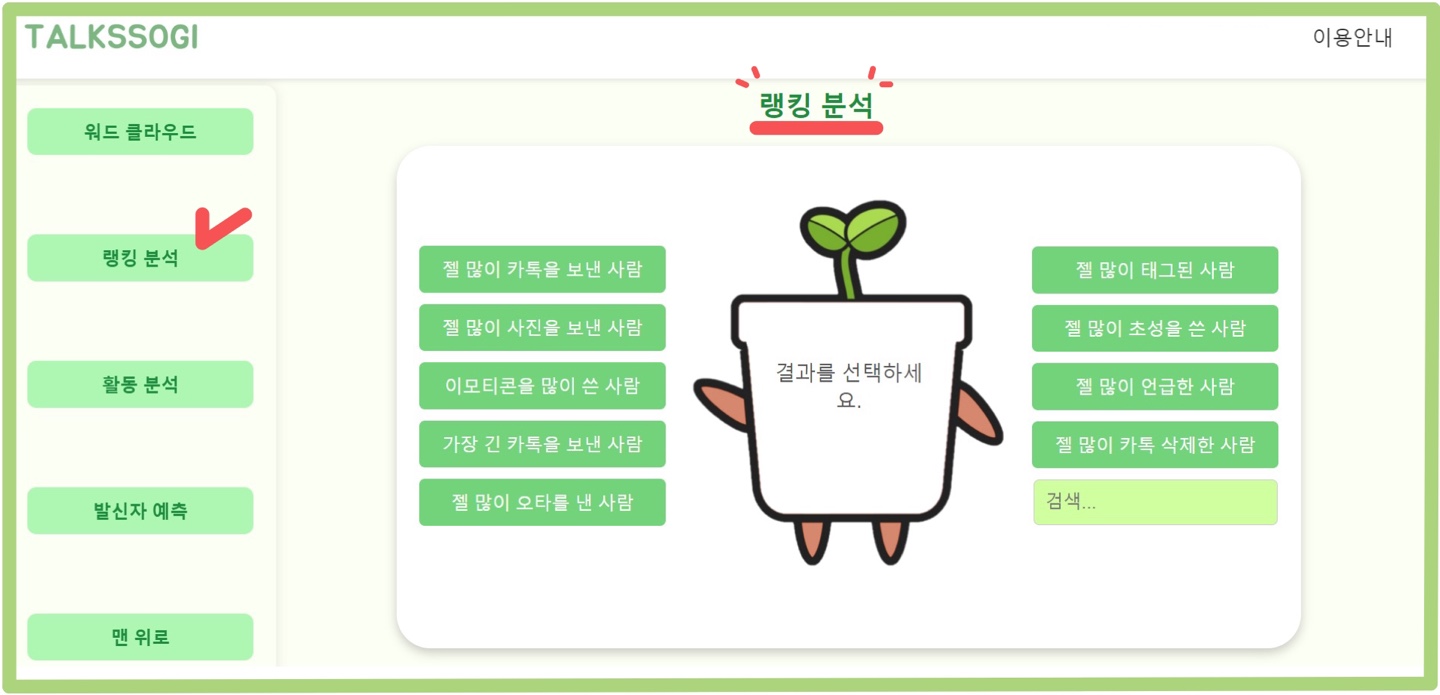 TALKSSOGI
이용안내
워드 클라우드
랭킹 분석
활동 분석
발신자 예측
맨 위로
랭킹 분석
젤 많이 카톡을 보낸 사람
젤 많이 사진을 보낸 사람
이모티콘을 많이 쓴 사람
가장 긴 카톡을 보낸 사람
젤 많이 오타를 낸 사람
결과를 선택하세
요.
젤 많이 태그된 사람
젤 많이 초성을 쓴 사람
젤 많이 언급한 사람
젤 많이 카톡 삭제한 사람
검색...